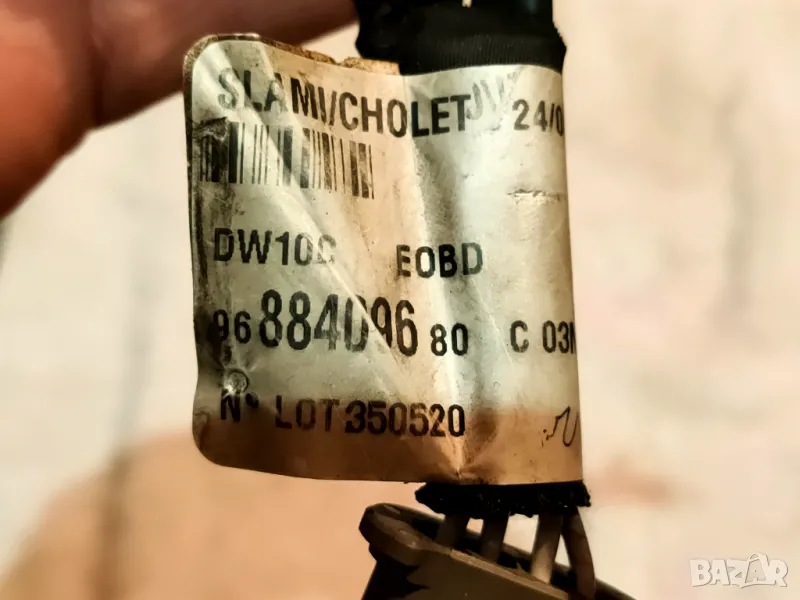 SLAMI/CHOLET 24/0
DW10C EOBD
96 884096 80 C 03
N° LOT 350520
BAZAR